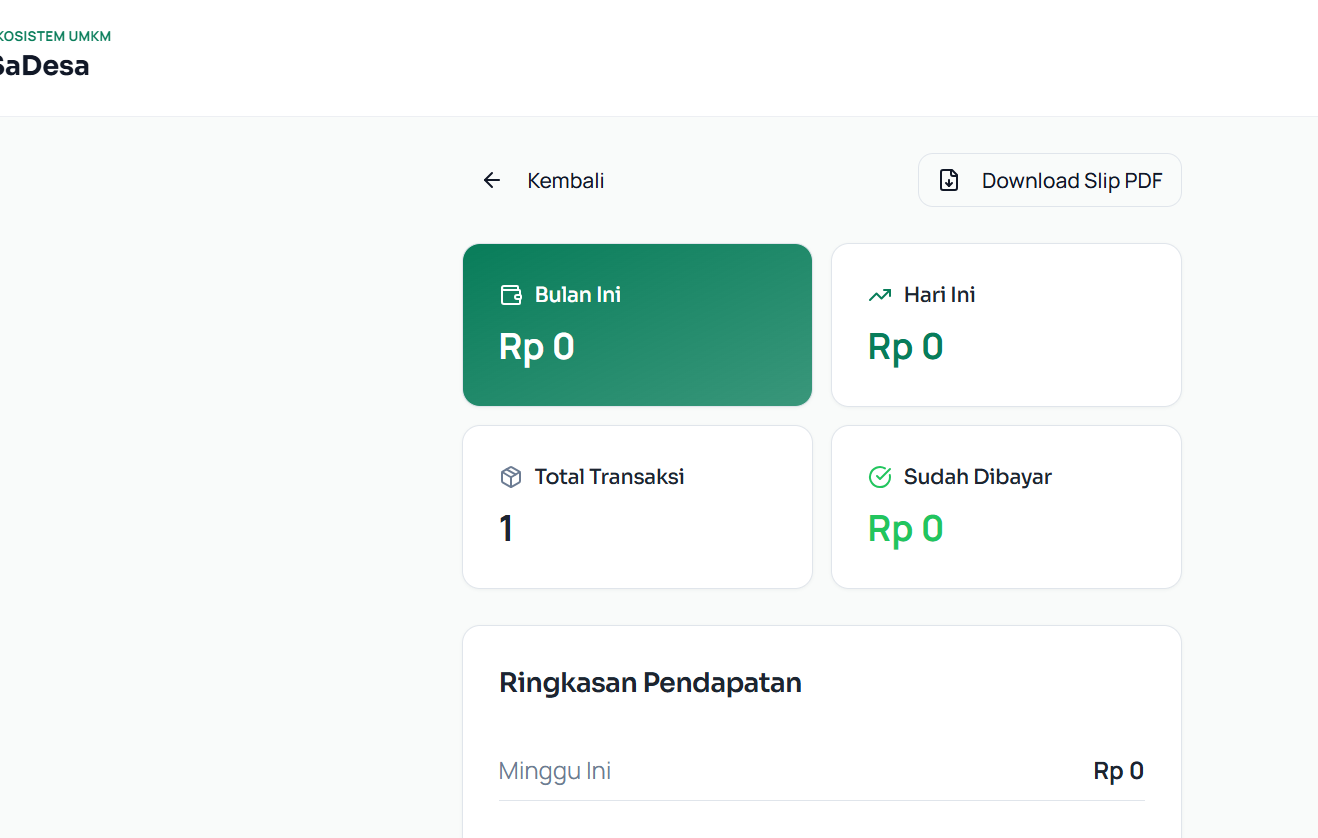 KOSISTEM UMKM
SaDesa
Kembali
Download Slip PDF
Bulan Ini
Rp 0
Hari Ini
Rp 0
Total Transaksi
1
Sudah Dibayar
Rp 0
Ringkasan Pendapatan
Minggu Ini Rp 0